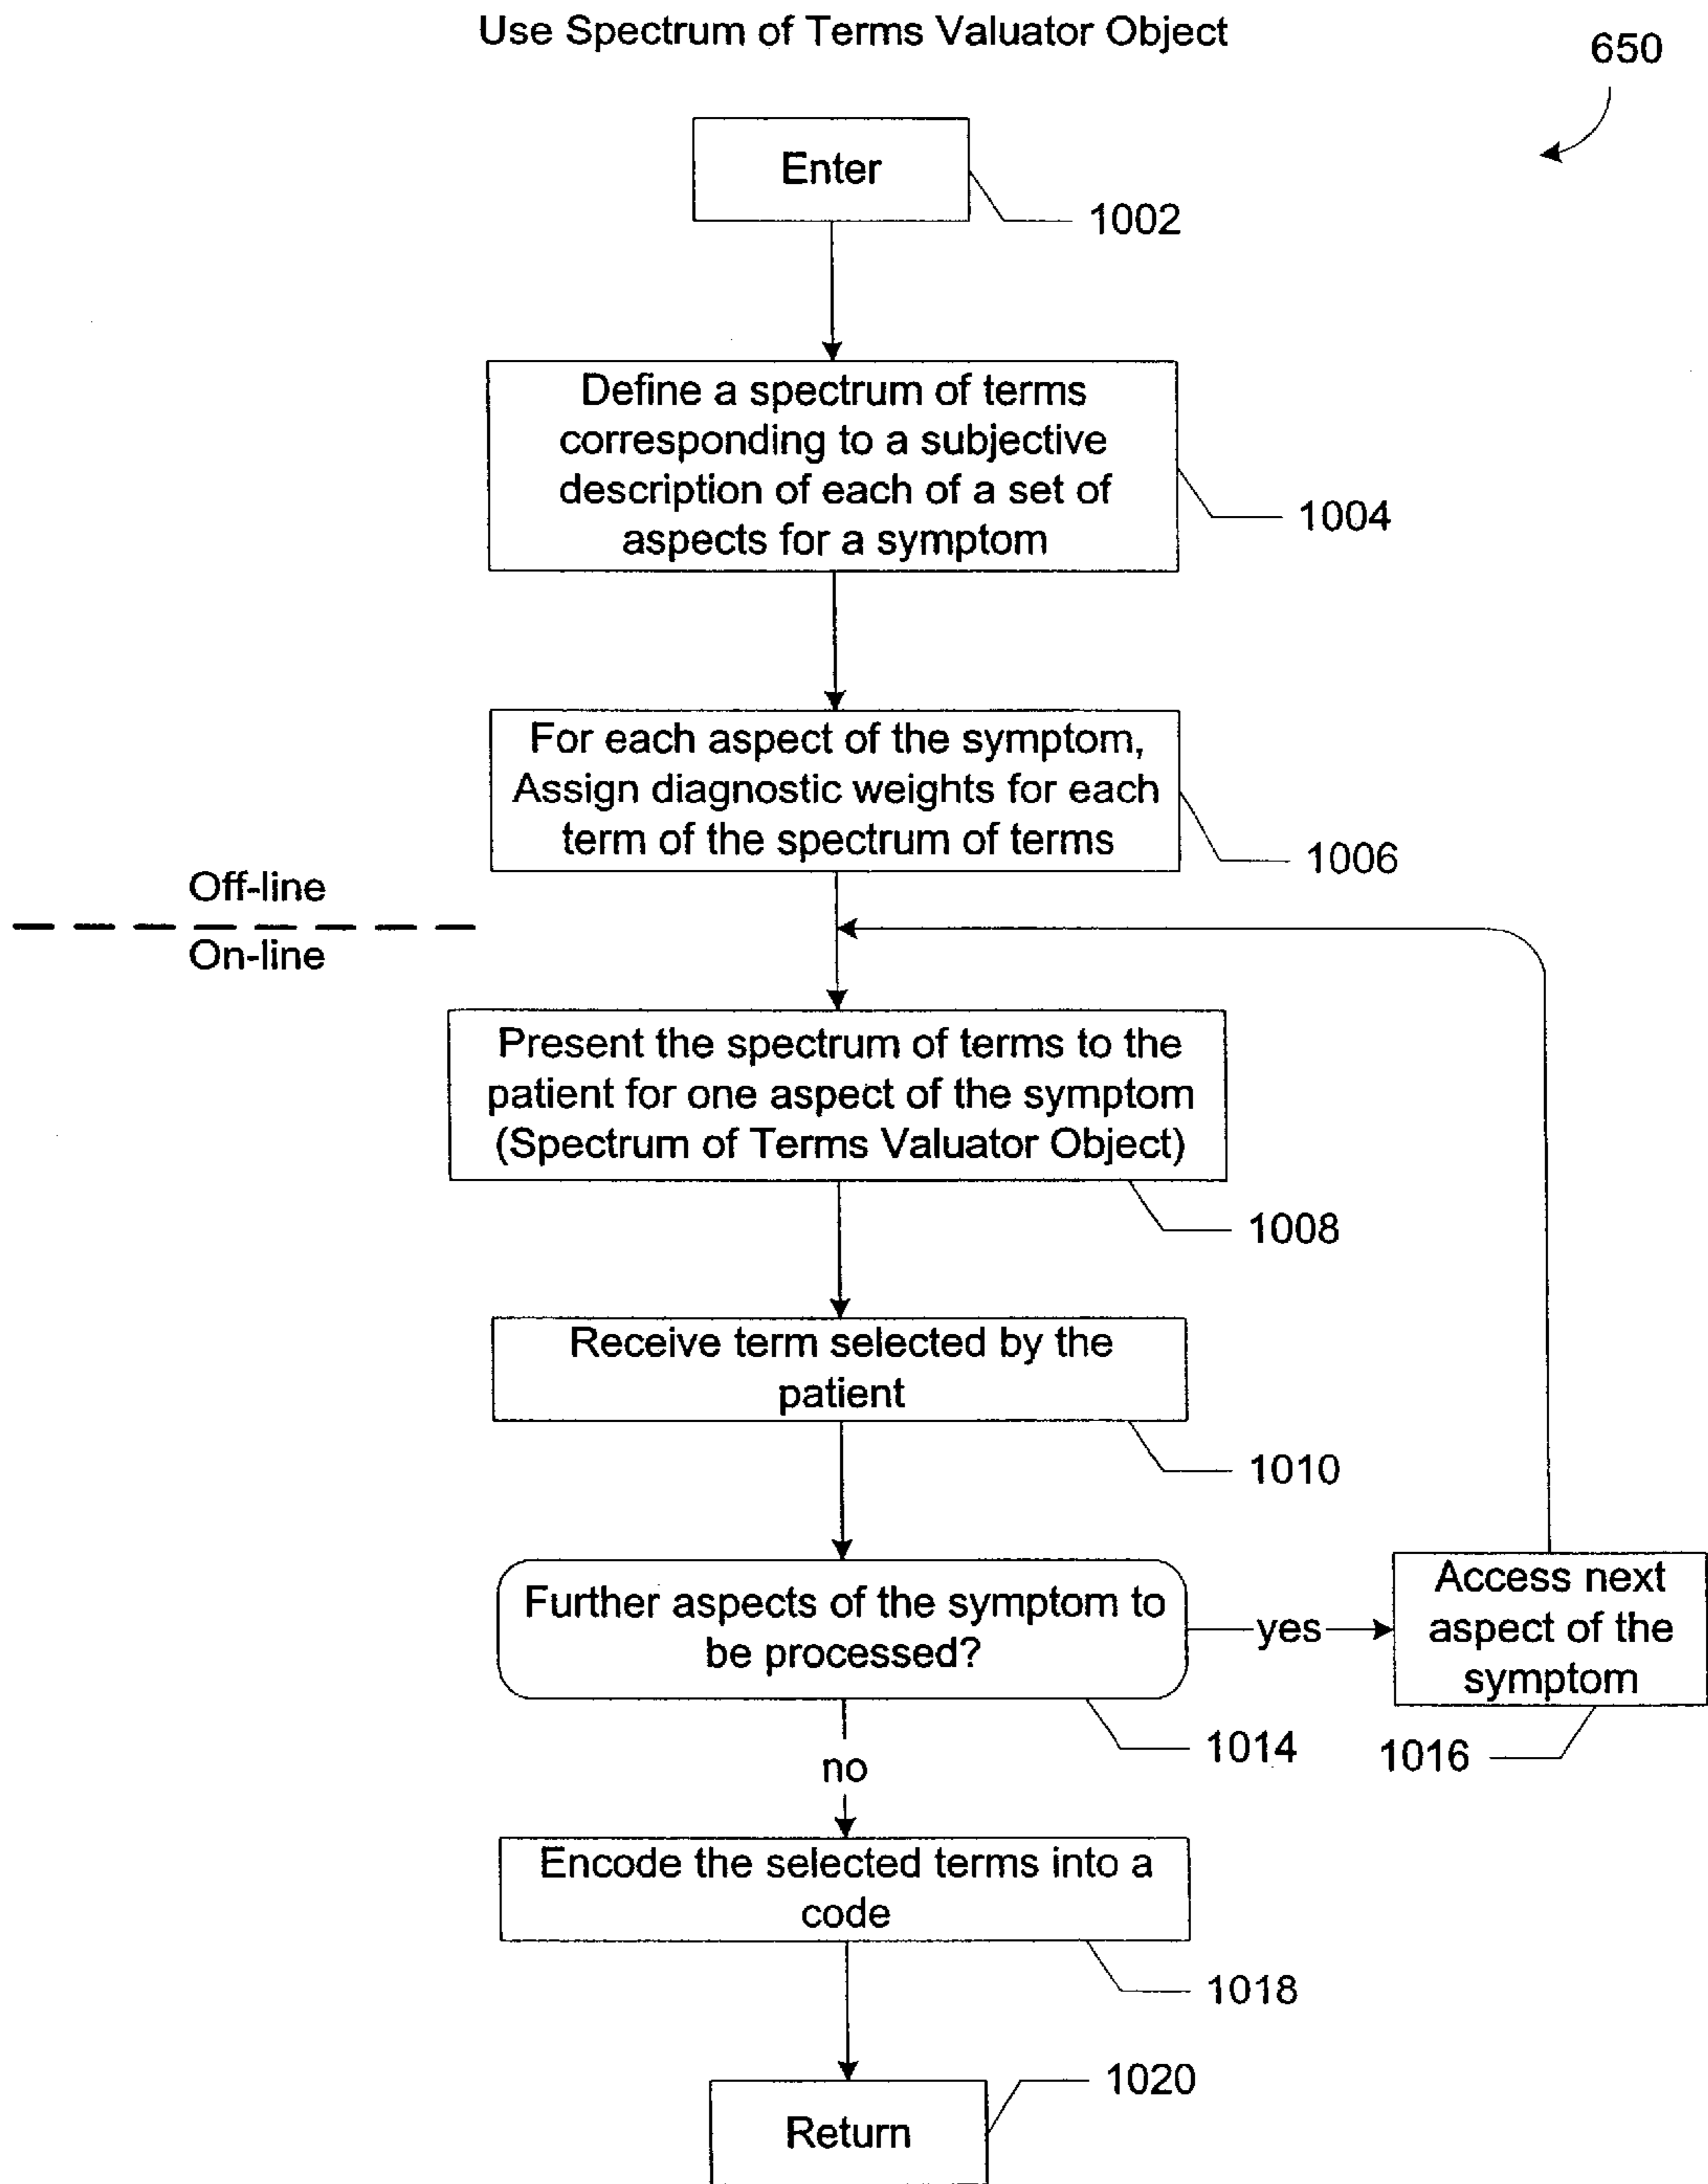 Use Spectrum of Terms Valuator Object
650
Enter
1002
Define a spectrum of terms
corresponding to a subjective
description of each of a set of
aspects for a symptom
1004
For each aspect of the symptom,
Assign diagnostic weights for each
term of the spectrum of terms
1006
Off-line
On-line
Present the spectrum of terms to the
patient for one aspect of the symptom
(Spectrum of Terms Valuator Object)
1008
Receive term selected by the
patient
1010
Further aspects of the symptom to
be processed?
1014
yes
Access next
aspect of the
symptom
1016
no
Encode the selected terms into a
code
1018
Return
1020